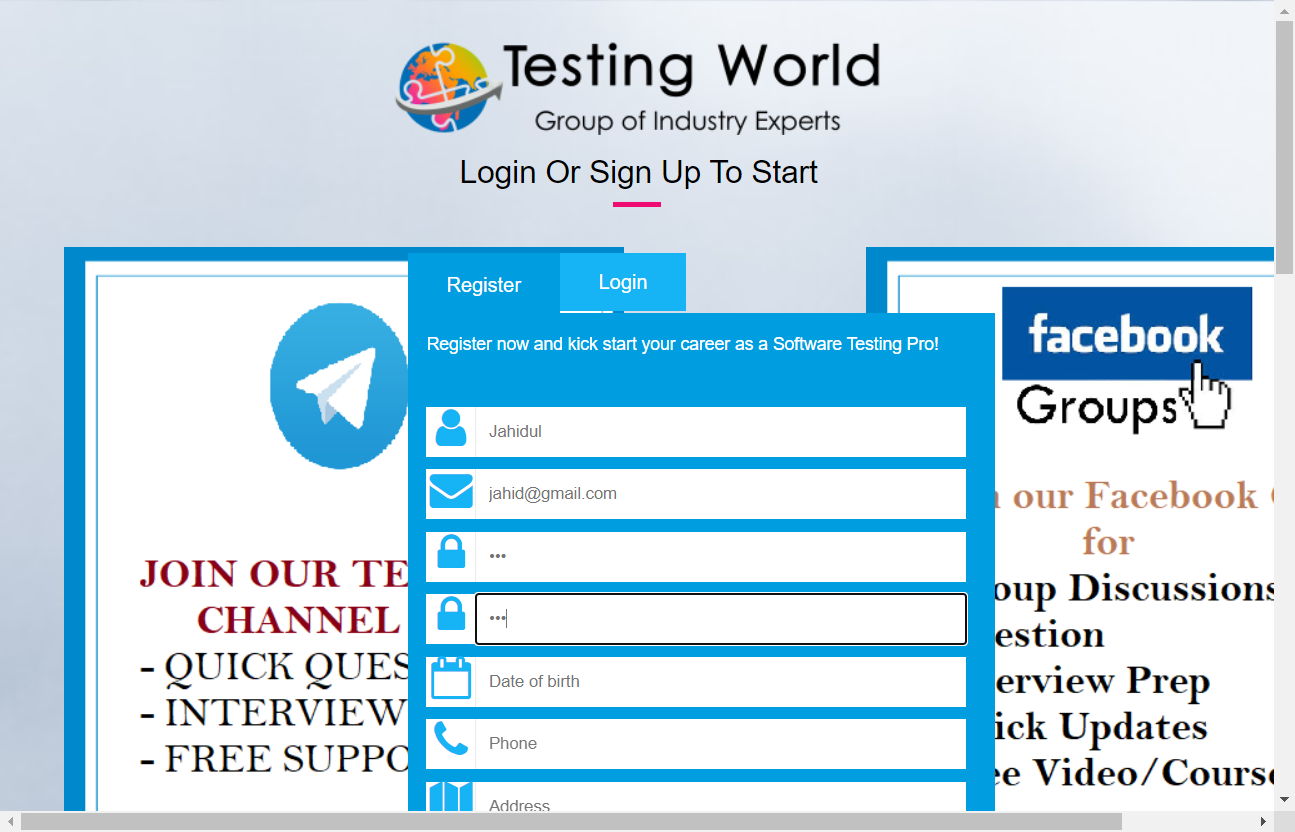 Testing World
Group of Industry Experts
Login Or Sign Up To Start
Register
Login
Register now and kick start your career as a Software Testing Pro!
Jahidul
jahid@gmail.com
•••
•••
Date of birth
Phone
Address
JOIN OUR TE
CHANNEL
- QUICK QUES
- INTERVIEW
- FREE SUPPO
facebook
Groups
our Facebook
for
oup Discussions
estion
erview Prep
ick Updates
ee Video/Course